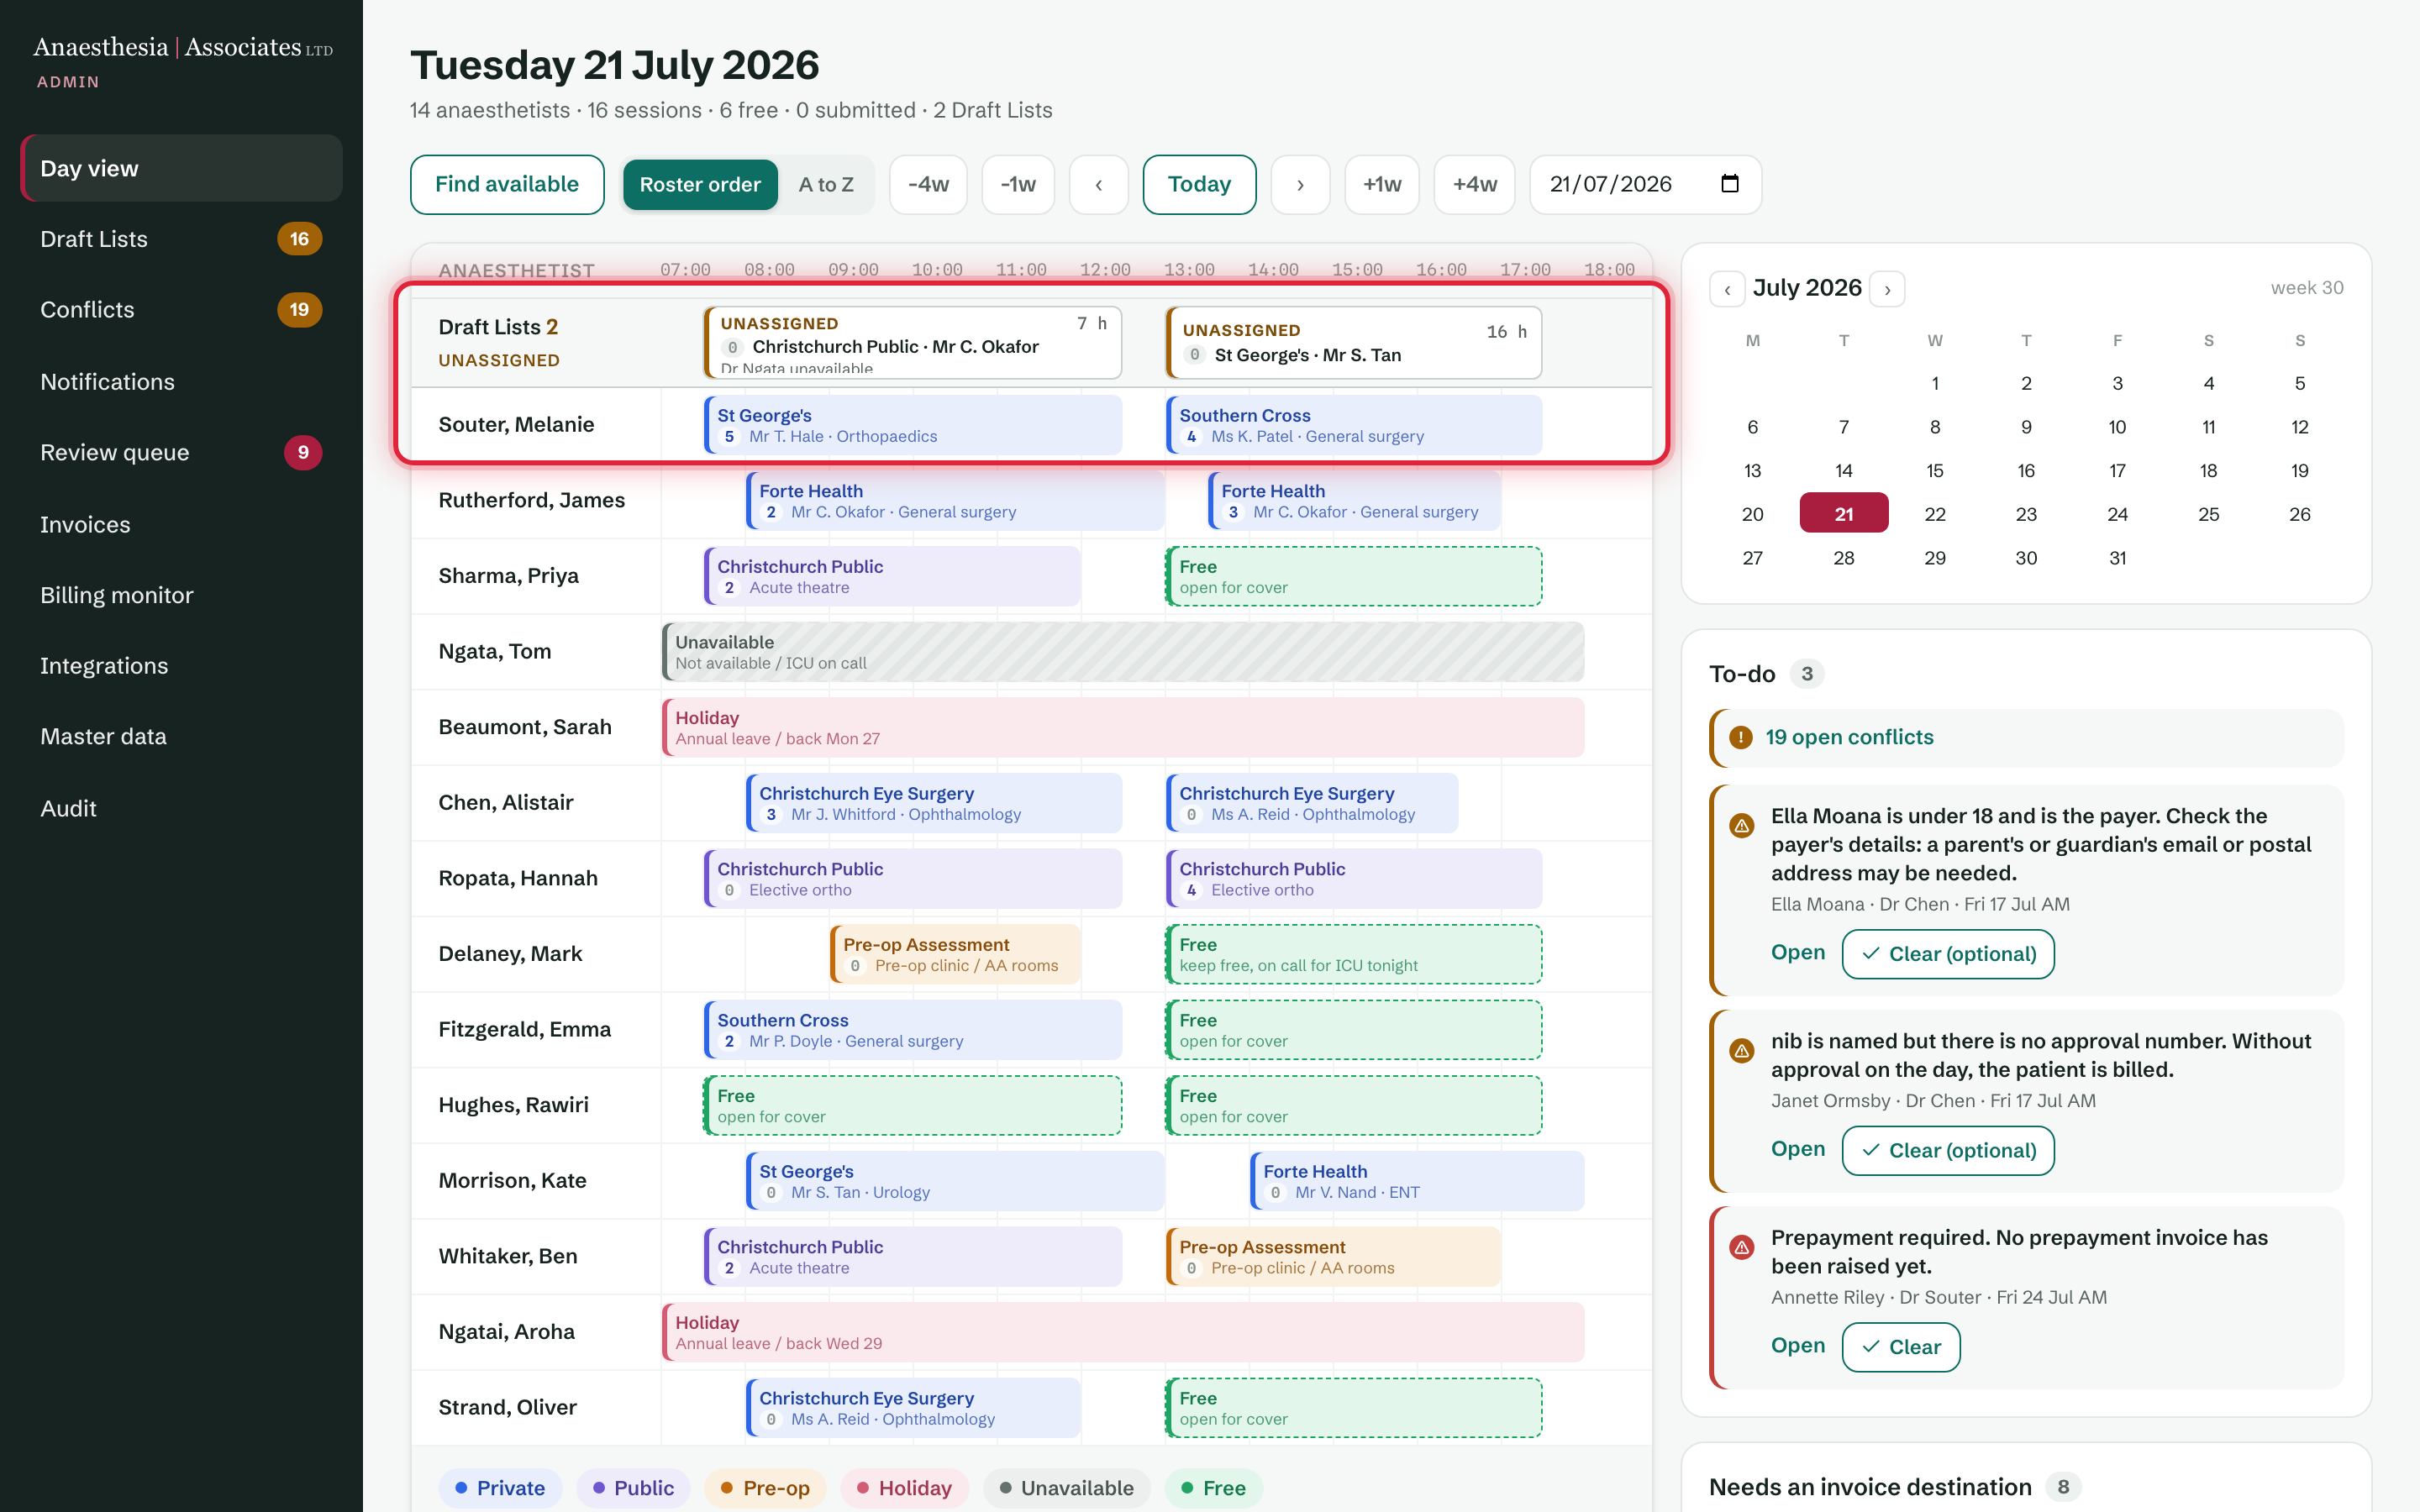 Anaesthesia | Associates LTD
ADMIN
Day view
Draft Lists 16
Conflicts 19
Notifications
Review queue 9
Invoices
Billing monitor
Integrations
Master data
Audit
Tuesday 21 July 2026
14 anaesthetists · 16 sessions · 6 free · 0 submitted · 2 Draft Lists
Find available
Roster order
A to Z
-4w
-1w
‹
Today
›
+1w
+4w
21/07/2026
ANAESTHETIST 07:00 08:00 09:00 10:00 11:00 12:00 13:00 14:00 15:00 16:00 17:00 18:00
Draft Lists 2
UNASSIGNED
UNASSIGNED 7 h
0 Christchurch Public · Mr C. Okafor
Dr Ngata unavailable
UNASSIGNED 16 h
0 St George's · Mr S. Tan
Souter, Melanie
St George's
5 Mr T. Hale · Orthopaedics
Southern Cross
4 Ms K. Patel · General surgery
Rutherford, James
Forte Health
2 Mr C. Okafor · General surgery
Forte Health
3 Mr C. Okafor · General surgery
Sharma, Priya
Christchurch Public
2 Acute theatre
Free
open for cover
Ngata, Tom
Unavailable
Not available / ICU on call
Beaumont, Sarah
Holiday
Annual leave / back Mon 27
Chen, Alistair
Christchurch Eye Surgery
3 Mr J. Whitford · Ophthalmology
Christchurch Eye Surgery
0 Ms A. Reid · Ophthalmology
Ropata, Hannah
Christchurch Public
0 Elective ortho
Christchurch Public
4 Elective ortho
Delaney, Mark
Pre-op Assessment
0 Pre-op clinic / AA rooms
Free
keep free, on call for ICU tonight
Fitzgerald, Emma
Southern Cross
2 Mr P. Doyle · General surgery
Free
open for cover
Hughes, Rawiri
Free
open for cover
Free
open for cover
Morrison, Kate
St George's
0 Mr S. Tan · Urology
Forte Health
0 Mr V. Nand · ENT
Whitaker, Ben
Christchurch Public
2 Acute theatre
Pre-op Assessment
0 Pre-op clinic / AA rooms
Ngatai, Aroha
Holiday
Annual leave / back Wed 29
Strand, Oliver
Christchurch Eye Surgery
0 Ms A. Reid · Ophthalmology
Free
open for cover
Private
Public
Pre-op
Holiday
Unavailable
Free
‹ July 2026 › week 30
M T W T F S S
1 2 3 4 5
6 7 8 9 10 11 12
13 14 15 16 17 18 19
20 21 22 23 24 25 26
27 28 29 30 31
To-do 3
19 open conflicts
Ella Moana is under 18 and is the payer. Check the
payer's details: a parent's or guardian's email or postal
address may be needed.
Ella Moana · Dr Chen · Fri 17 Jul AM
Open ✓ Clear (optional)
nib is named but there is no approval number. Without
approval on the day, the patient is billed.
Janet Ormsby · Dr Chen · Fri 17 Jul AM
Open ✓ Clear (optional)
Prepayment required. No prepayment invoice has
been raised yet.
Annette Riley · Dr Souter · Fri 24 Jul AM
Open ✓ Clear
Needs an invoice destination 8